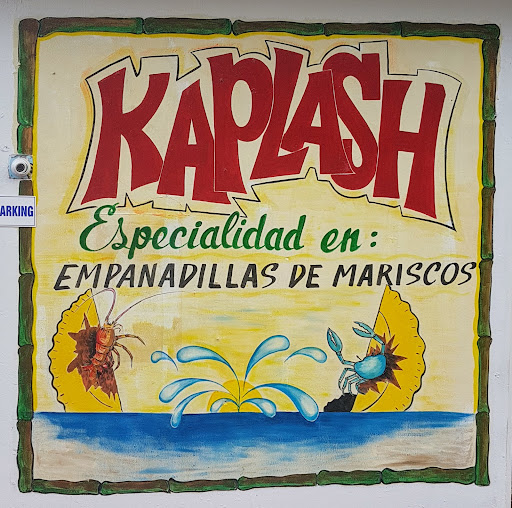 KAPLASH
Especialidad en:
EMPANADILLAS DE MARISCOS
ARKING